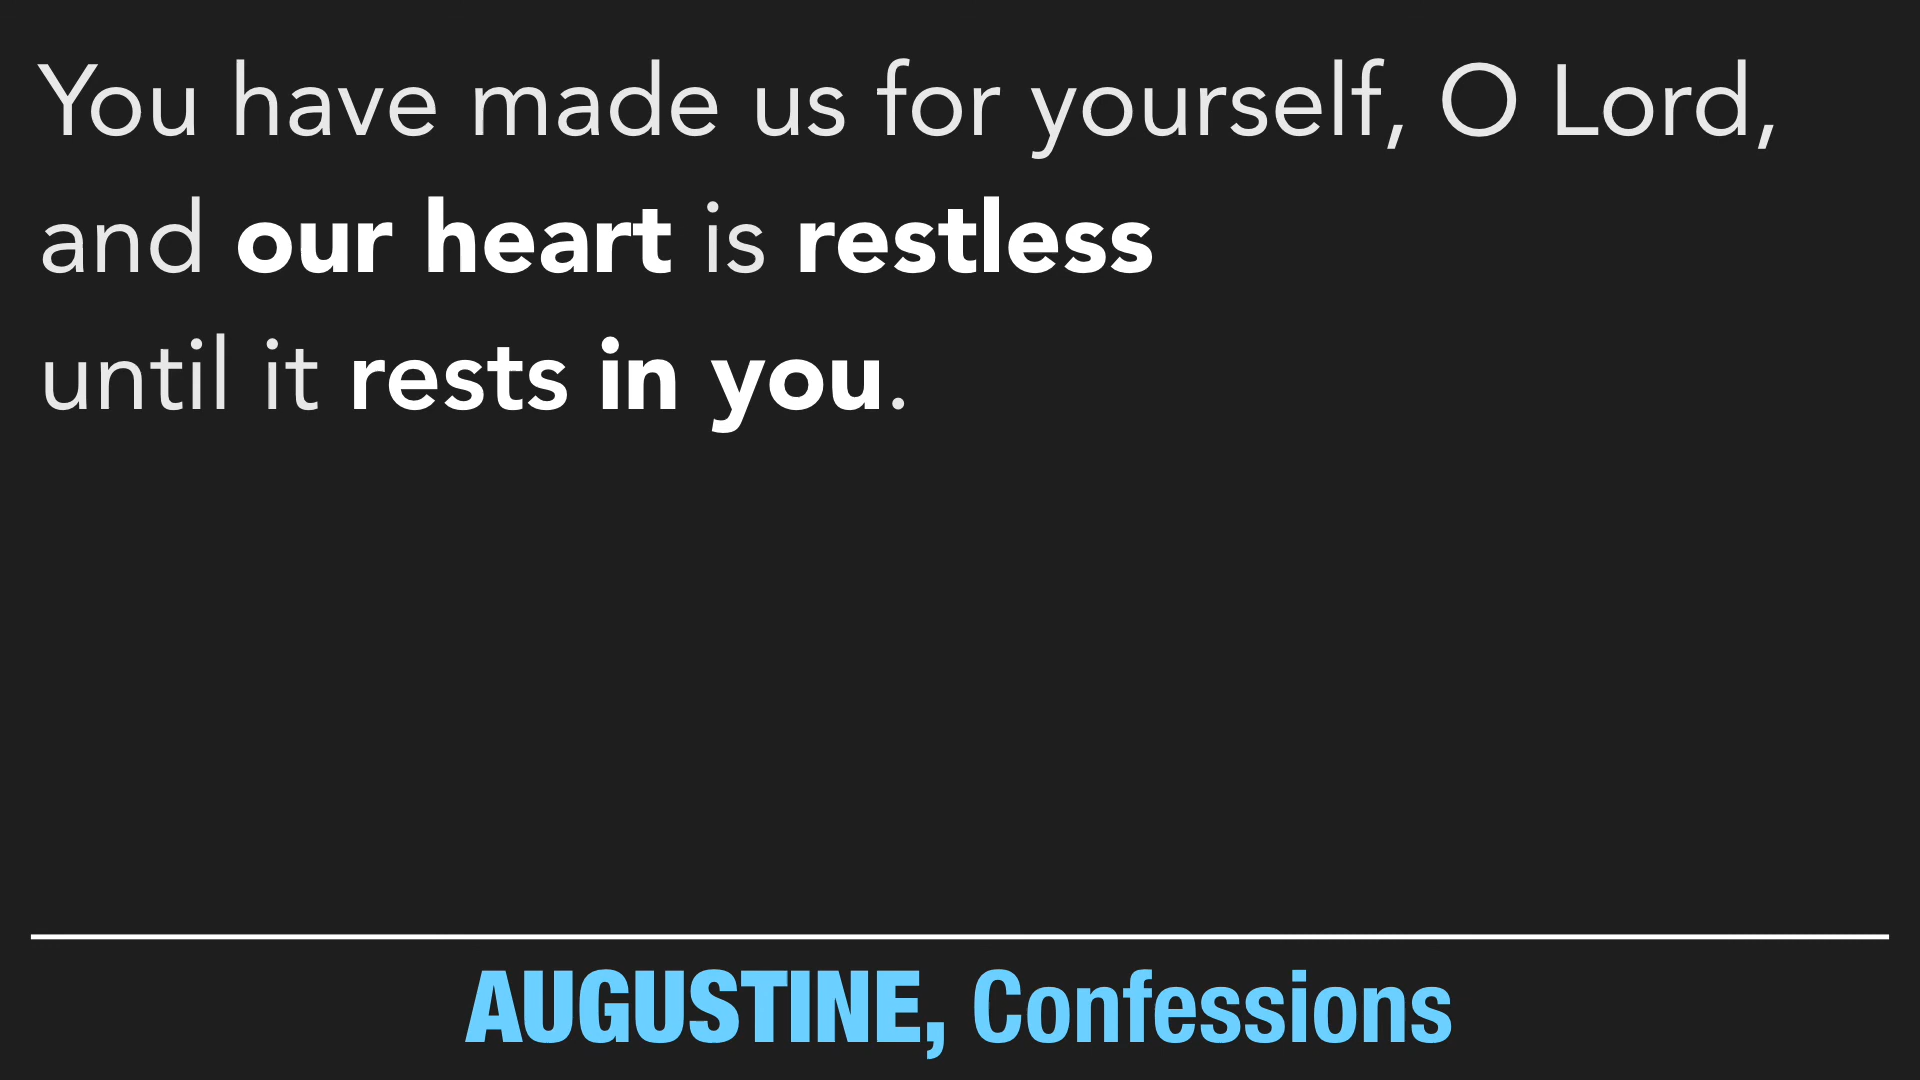 You have made us for yourself, O Lord,
and our heart is restless
until it rests in you.
AUGUSTINE, Confessions